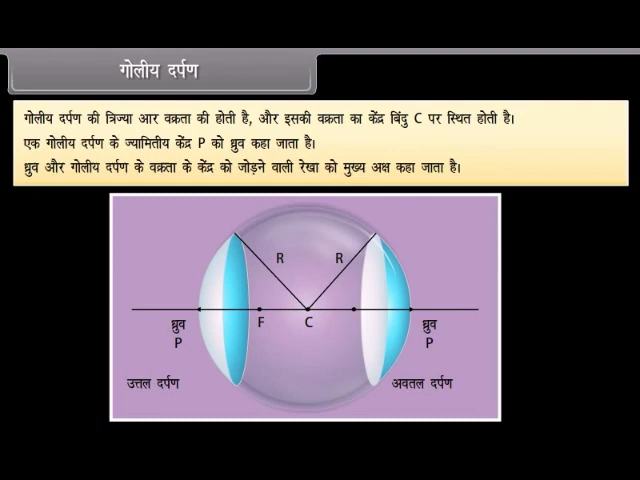 गोलीय दर्पण
गोलीय दर्पण की त्रिज्या आर वक्रता की होती है, और इसकी वक्रता का केंद्र बिंदु C पर स्थित होती है।
एक गोलीय दर्पण के ज्यामितीय केंद्र P को ध्रुव कहा जाता है।
ध्रुव और गोलीय दर्पण के वक्रता के केंद्र को जोड़ने वाली रेखा को मुख्य अक्ष कहा जाता है।
R R
ध्रुव F C ध्रुव
P P
उत्तल दर्पण अवतल दर्पण